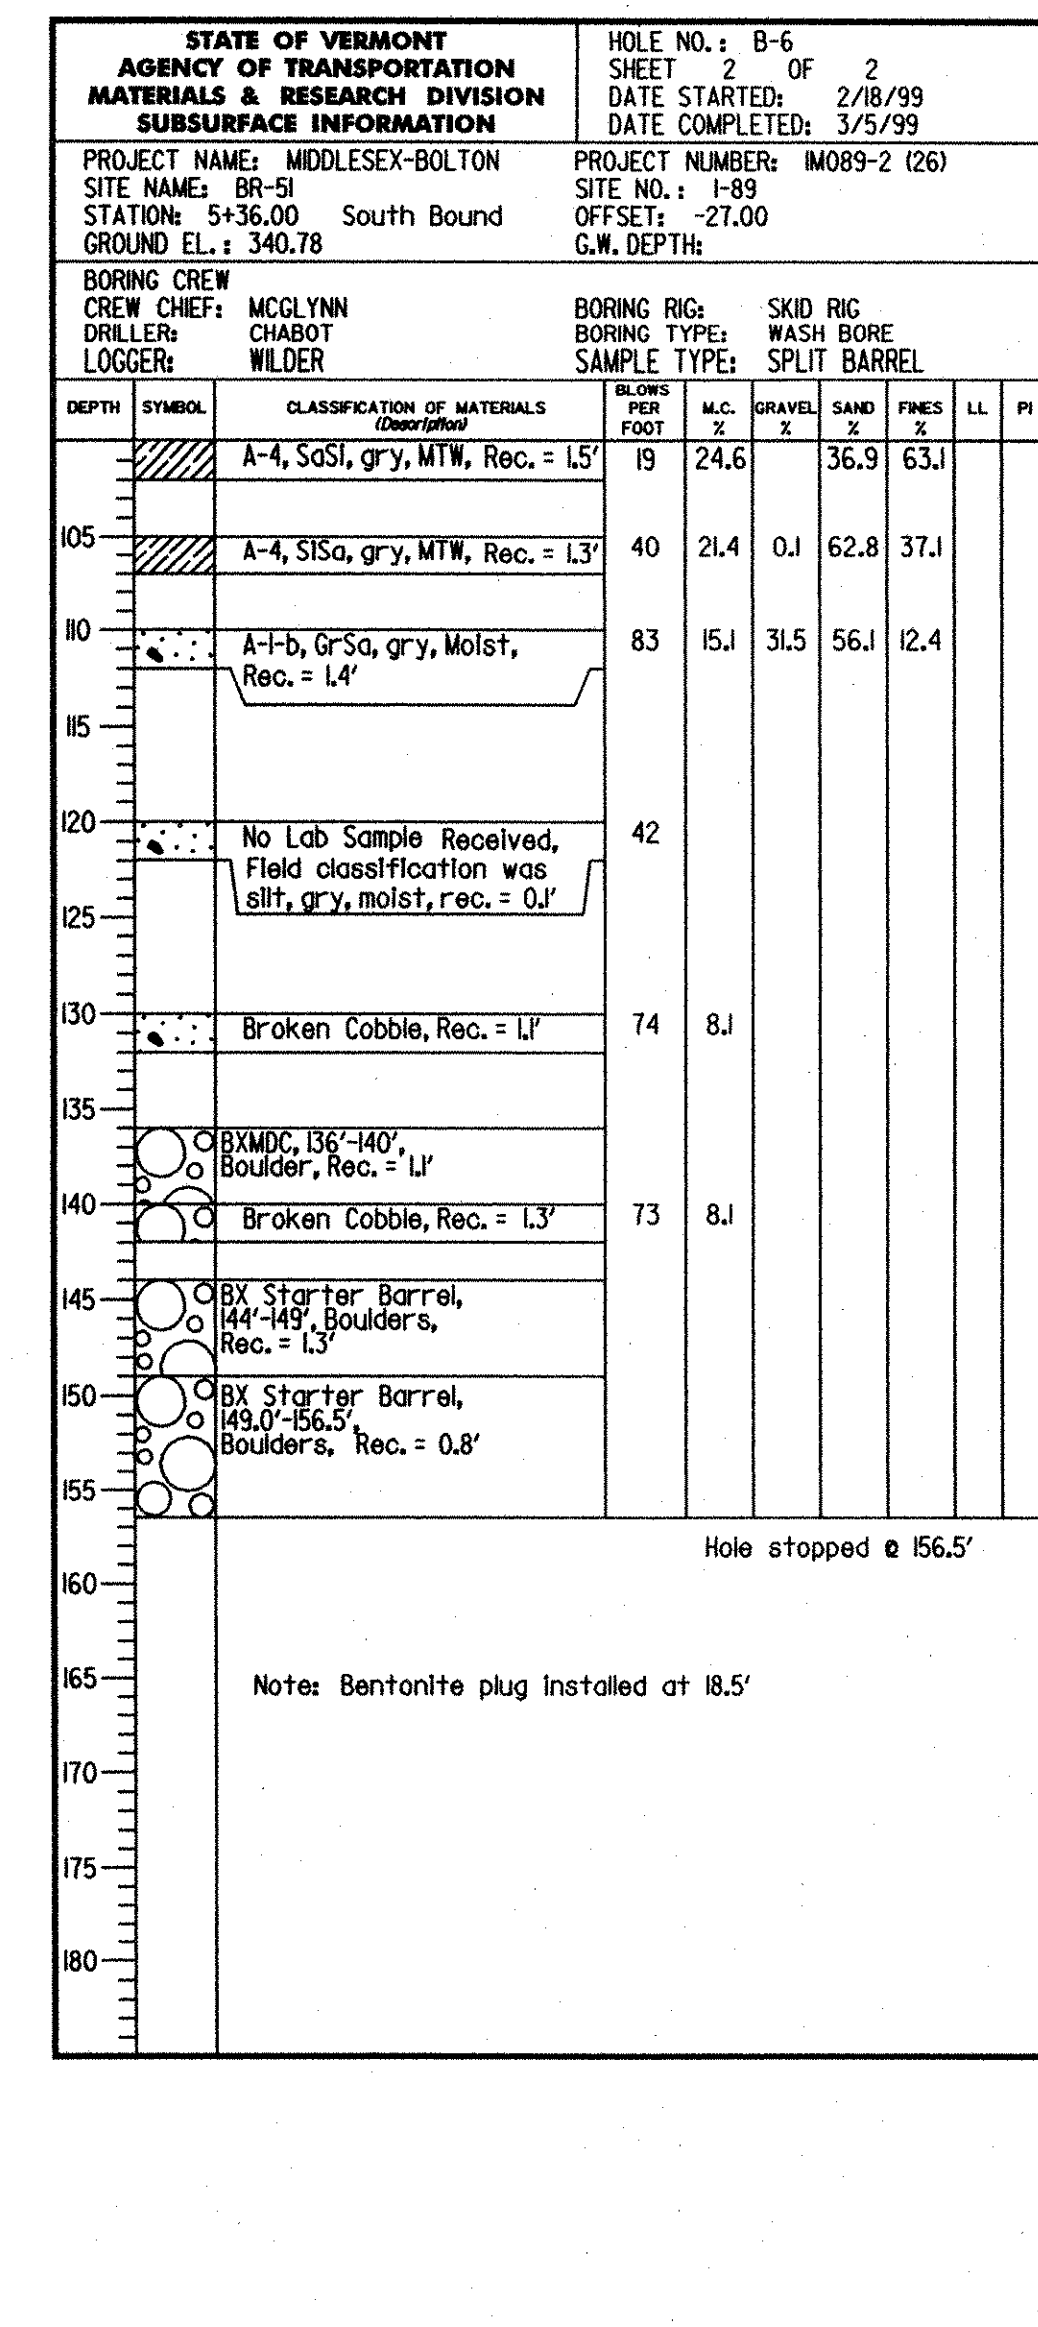 STATE OF VERMONT
AGENCY OF TRANSPORTATION
MATERIALS & RESEARCH DIVISION
SUBSURFACE INFORMATION
HOLE NO.: B-6
SHEET 2 OF 2
DATE STARTED: 2/18/99
DATE COMPLETED: 3/5/99
PROJECT NAME: MIDDLESEX-BOLTON
SITE NAME: BR-51
STATION: 5+36.00 South Bound
GROUND EL.: 340.78
PROJECT NUMBER: IM089-2 (26)
SITE NO.: I-89
OFFSET: -27.00
G.W. DEPTH:
BORING CREW
CREW CHIEF: MCGLYNN
DRILLER: CHABOT
LOGGER: WILDER
BORING RIG: SKID RIG
BORING TYPE: WASH BORE
SAMPLE TYPE: SPLIT BARREL
DEPTH SYMBOL CLASSIFICATION OF MATERIALS (Description) BLOWS PER FOOT M.C. % GRAVEL % SAND % FINES % LL PI
A-4, SaSi, gry, MTW, Rec. = 1.5' 19 24.6 36.9 63.1
105 A-4, SiSa, gry, MTW, Rec. = 1.3' 40 21.4 0.1 62.8 37.1
110 A-1-b, GrSa, gry, Moist, 83 15.1 31.5 56.1 12.4
Rec. = 1.4'
115
120 No Lab Sample Received, 42
Field classification was
silt, gry, moist, rec. = 0.1'
125
130 Broken Cobble, Rec. = 1.1' 74 8.1
135
BXMDC, 136'-140',
Boulder, Rec. = 1.1'
140 Broken Cobble, Rec. = 1.3' 73 8.1
145 BX Starter Barrel,
144'-149', Boulders,
Rec. = 1.3'
150 BX Starter Barrel,
149.0'-156.5',
Boulders, Rec. = 0.8'
155
Hole stopped @ 156.5'
160
165 Note: Bentonite plug installed at 18.5'
170
175
180